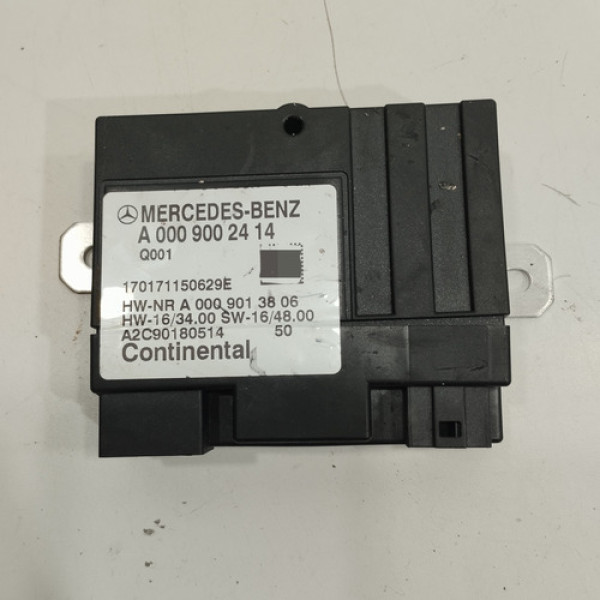 MERCEDES-BENZ
A 000 900 24 14
Q001
170171150629E
HW-NR A 000 901 38 06
HW-16/34.00 SW-16/48.00
A2C90180514 50
Continental